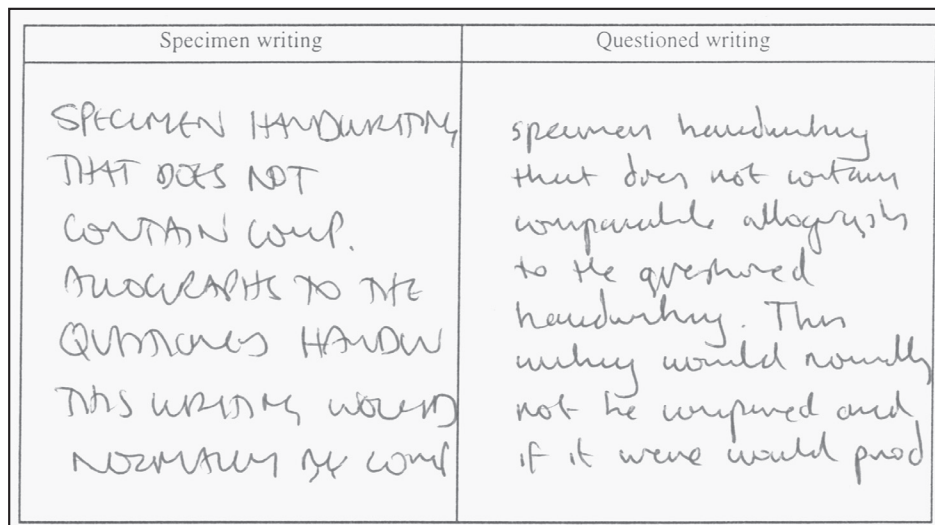 Specimen writing
SPECIMEN HANDWRITING
THAT DOES NOT
CONTAIN COMP.
ALLOGRAPHS TO THE
QUESTIONED HANDW
THIS WRITING WOULD
NORMALLY BE COMP
Questioned writing
specimen handwriting
that does not contain
comparable allographs
to the questioned
handwriting. This
writing would normally
not be compared and
if it were would prod